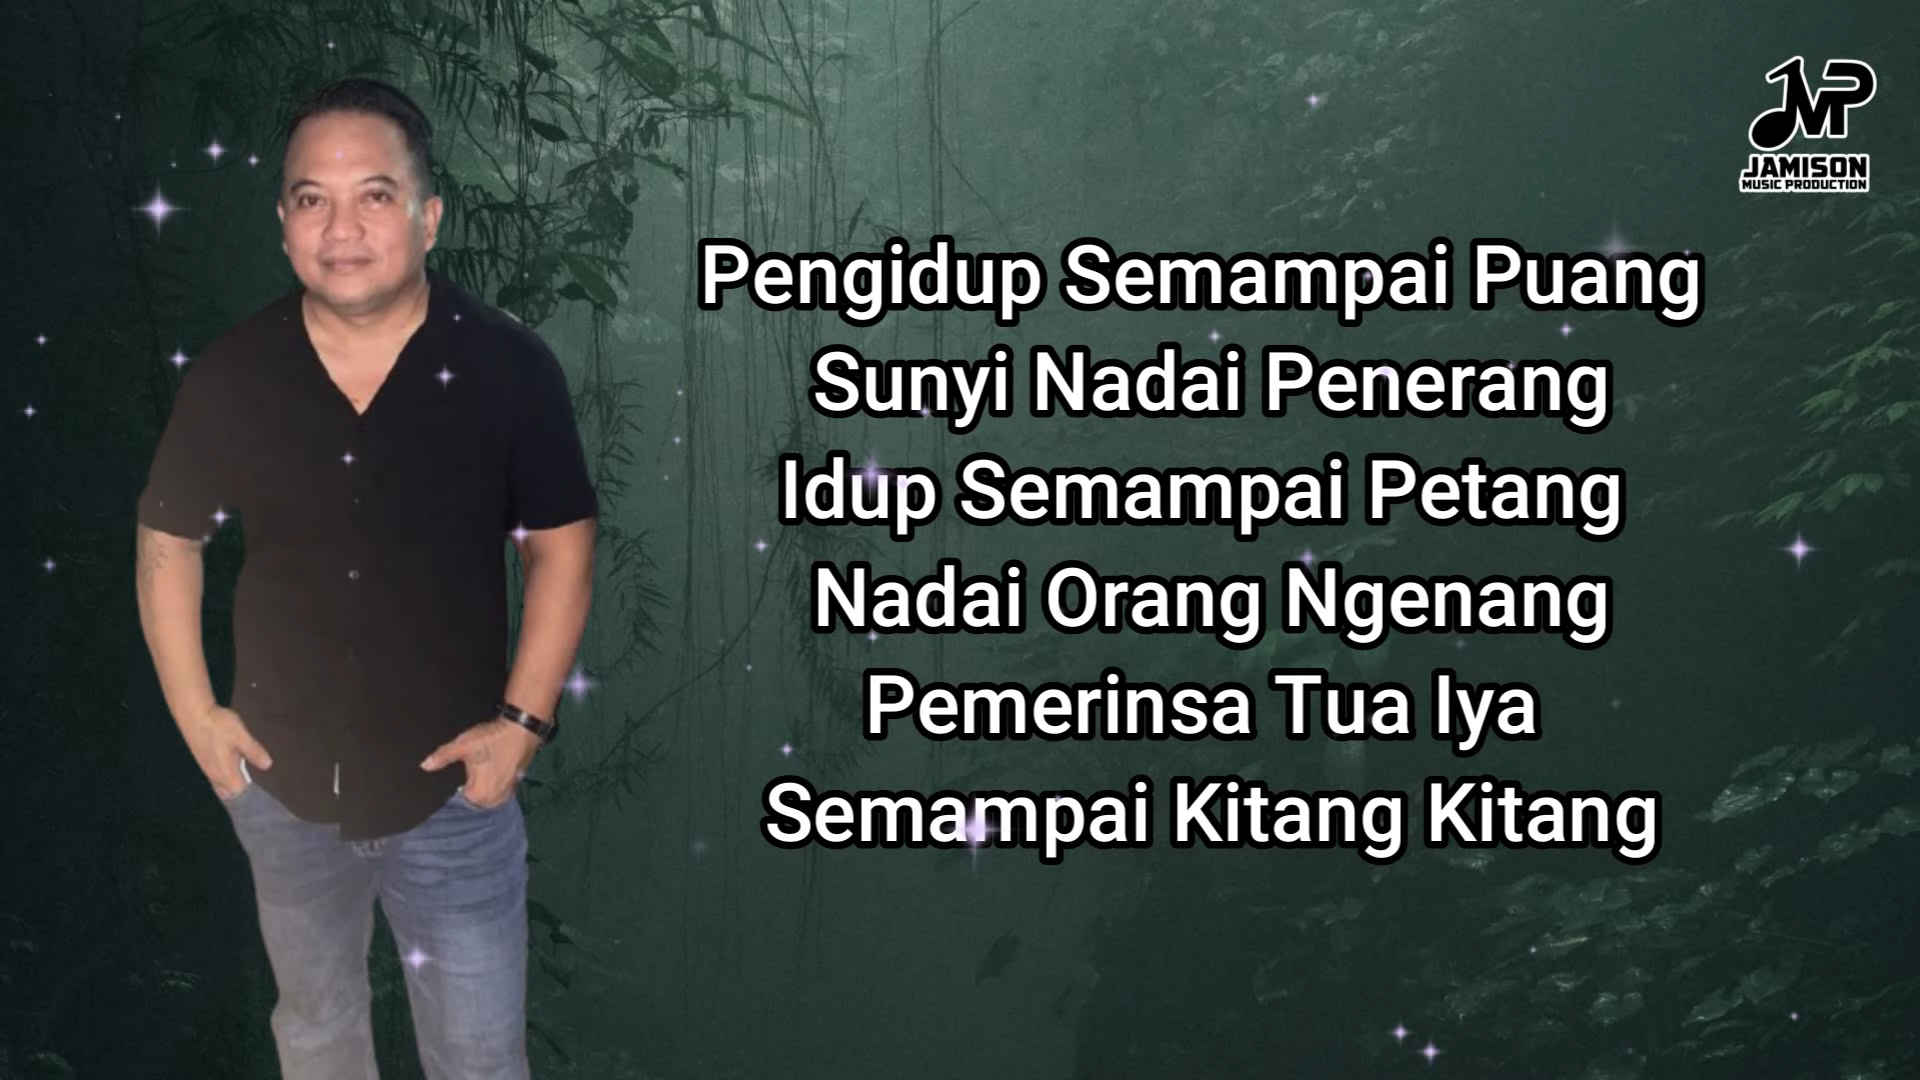 JMP
JAMISON
MUSIC PRODUCTION
Pengidup Semampai Puang
Sunyi Nadai Penerang
Idup Semampai Petang
Nadai Orang Ngenang
Pemerinsa Tua Iya
Semampai Kitang Kitang